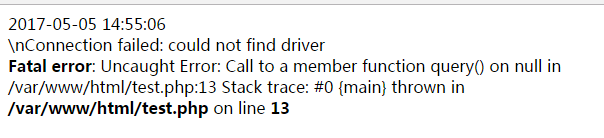 2017-05-05 14:55:06
\nConnection failed: could not find driver
Fatal error: Uncaught Error: Call to a member function query() on null in
/var/www/html/test.php:13 Stack trace: #0 {main} thrown in
/var/www/html/test.php on line 13